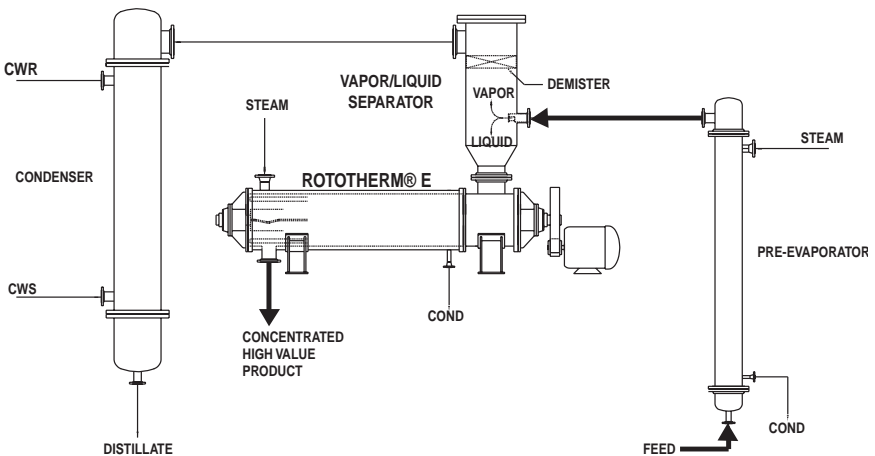 CWR
VAPOR/LIQUID
SEPARATOR
DEMISTER
VAPOR
LIQUID
STEAM
STEAM
CONDENSER
ROTOTHERM® E
PRE-EVAPORATOR
CWS
COND
CONCENTRATED
HIGH VALUE
PRODUCT
COND
DISTILLATE
FEED